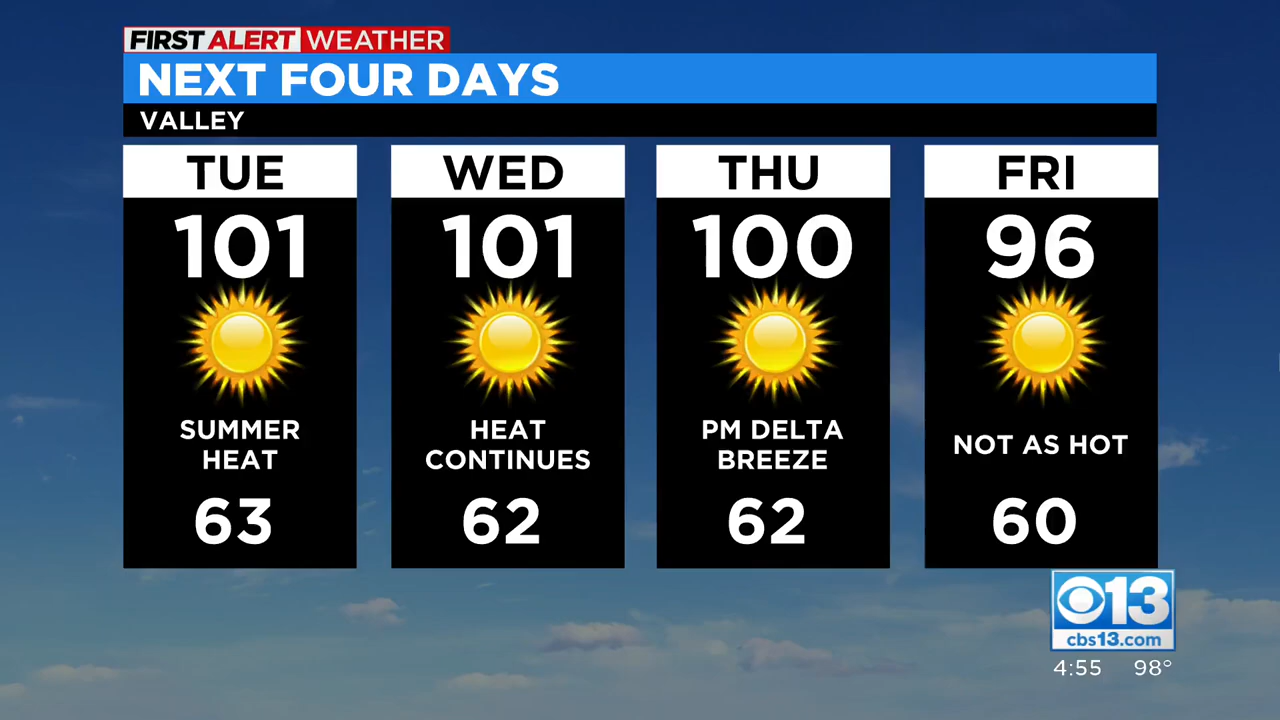 FIRST ALERT WEATHER
NEXT FOUR DAYS
VALLEY
TUE
101
SUMMER
HEAT
63
WED
101
HEAT
CONTINUES
62
THU
100
PM DELTA
BREEZE
62
FRI
96
NOT AS HOT
60
13
cbs13.com
4:55 98°